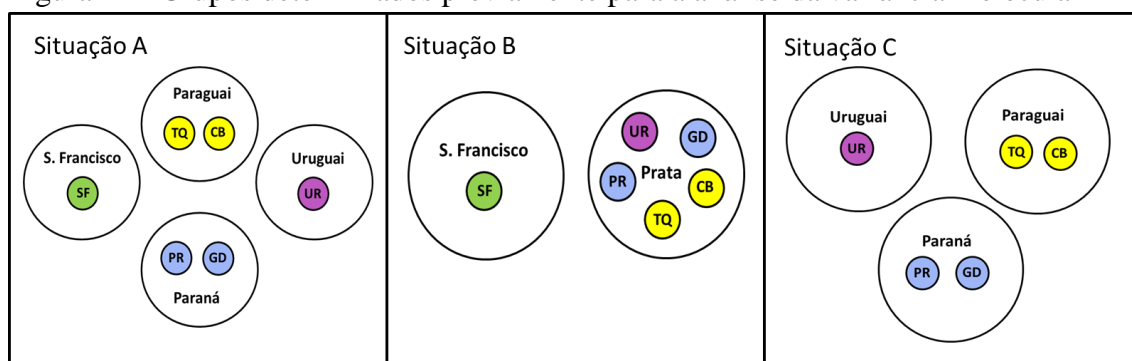 Situação A
Paraguai
TQ CB
S. Francisco
SF
Uruguai
UR
PR GD
Paraná
Situação B
S. Francisco
SF
UR GD
PR Prata CB
TQ
Situação C
Uruguai
UR
Paraguai
TQ CB
Paraná
PR GD